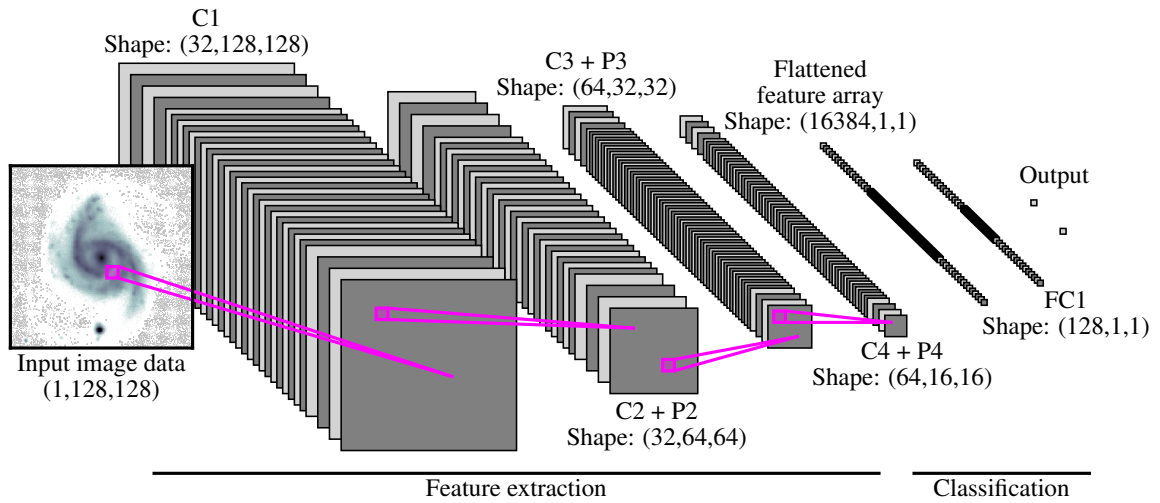 C1
Shape: (32,128,128)
C3 + P3
Shape: (64,32,32)
Flattened
feature array
Shape: (16384,1,1)
Output
Input image data
(1,128,128)
C2 + P2
Shape: (32,64,64)
C4 + P4
Shape: (64,16,16)
FC1
Shape: (128,1,1)
Feature extraction
Classification